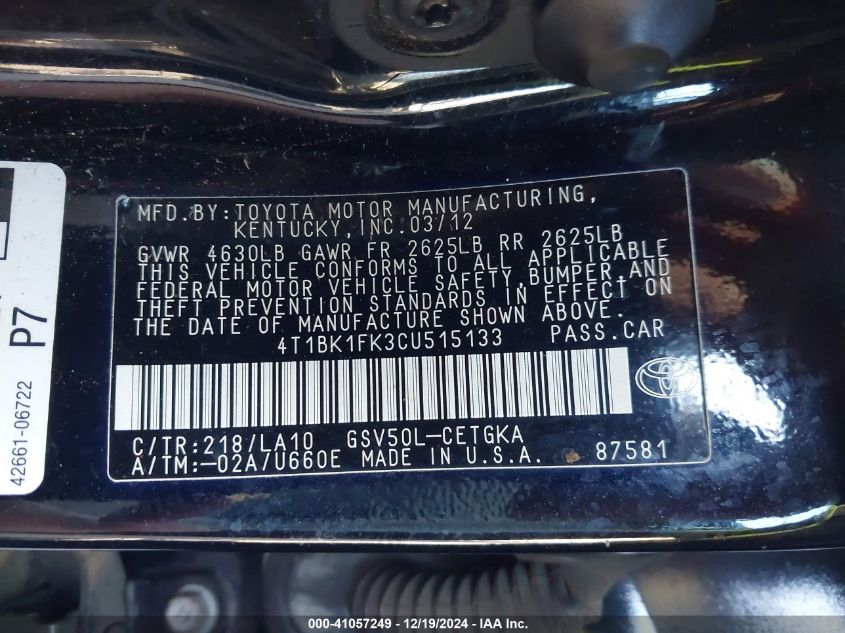 MFD.BY:TOYOTA MOTOR MANUFACTURING,
KENTUCKY,INC.03/12
GVWR 4630LB GAWR FR 2625LB RR 2625LB
THIS VEHICLE CONFORMS TO ALL APPLICABLE
FEDERAL MOTOR VEHICLE SAFETY,BUMPER,AND
THEFT PREVENTION STANDARDS IN EFFECT ON
THE DATE OF MANUFACTURE SHOWN ABOVE.
4T1BK1FK3CU515133 PASS.CAR
C/TR:218/LA10 GSV50L-CETGKA
A/TM:-02A/U660E MADE IN U.S.A. 87581
42661-06722
P7
000-41057249 - 12/19/2024 - IAA Inc.